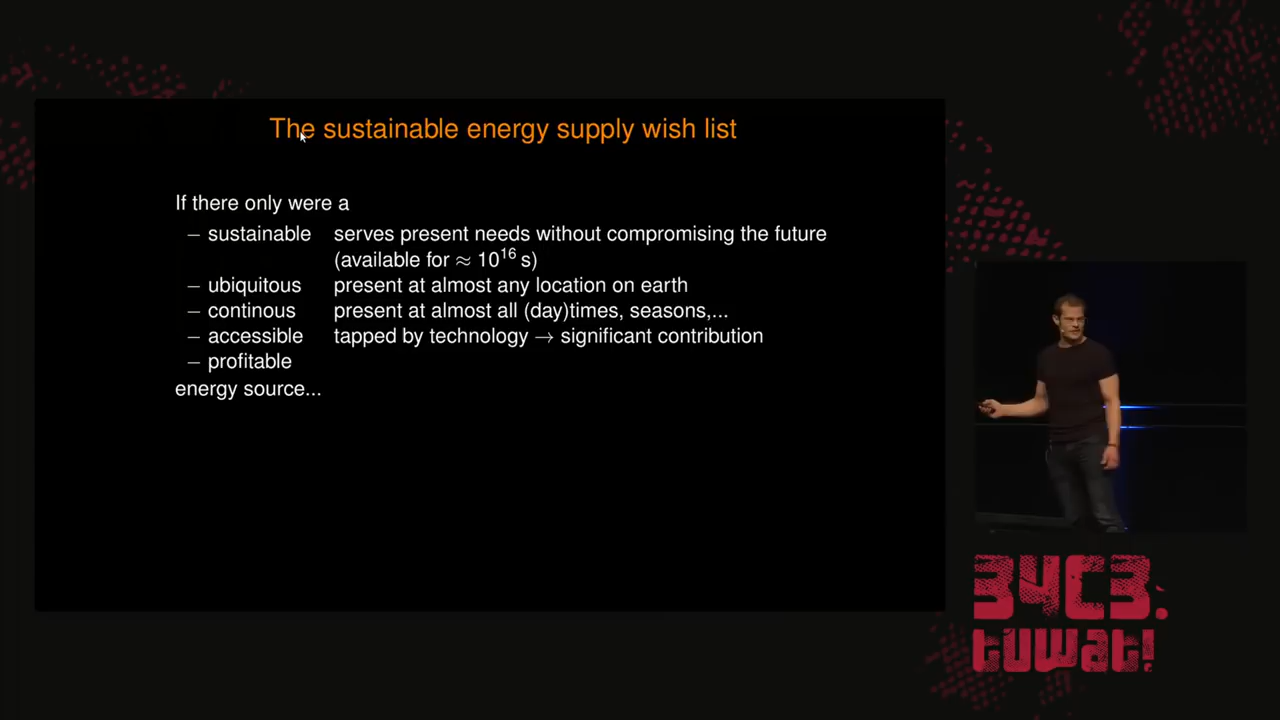 The sustainable energy supply wish list
If there only were a
– sustainable serves present needs without compromising the future
(available for ≈ 10¹⁶ s)
– ubiquitous present at almost any location on earth
– continous present at almost all (day)times, seasons,...
– accessible tapped by technology → significant contribution
– profitable
energy source...
34C3.
tuwat!